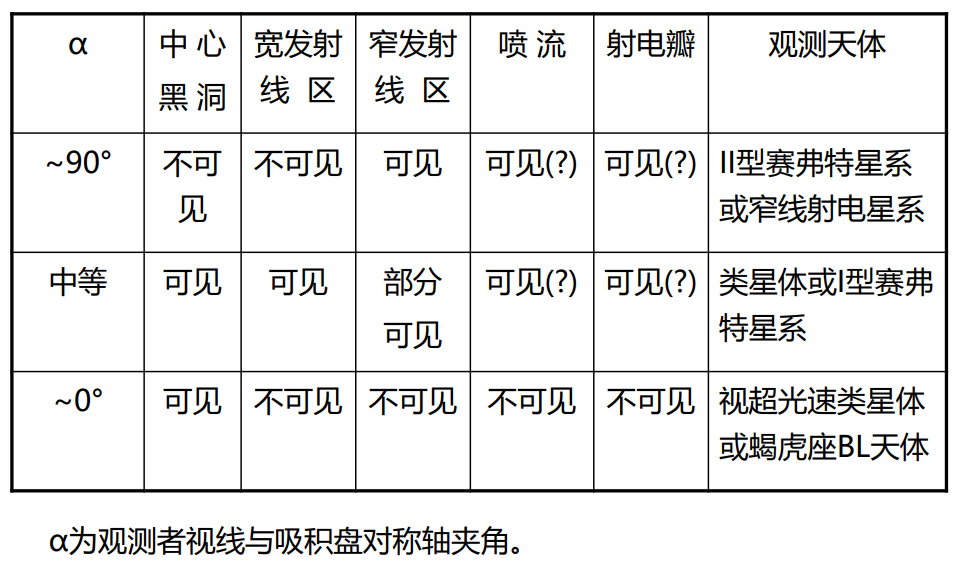 α 中 心 宽发射 窄发射 喷 流 射电瓣 观测天体
黑 洞 线 区 线 区
~90° 不可 不可见 可见 可见(?) 可见(?) II型赛弗特星系
见 或窄线射电星系
中等 可见 可见 部分 可见(?) 可见(?) 类星体或I型赛弗
可见 特星系
~0° 可见 不可见 不可见 不可见 不可见 视超光速类星体
或蝎虎座BL天体
α为观测者视线与吸积盘对称轴夹角。